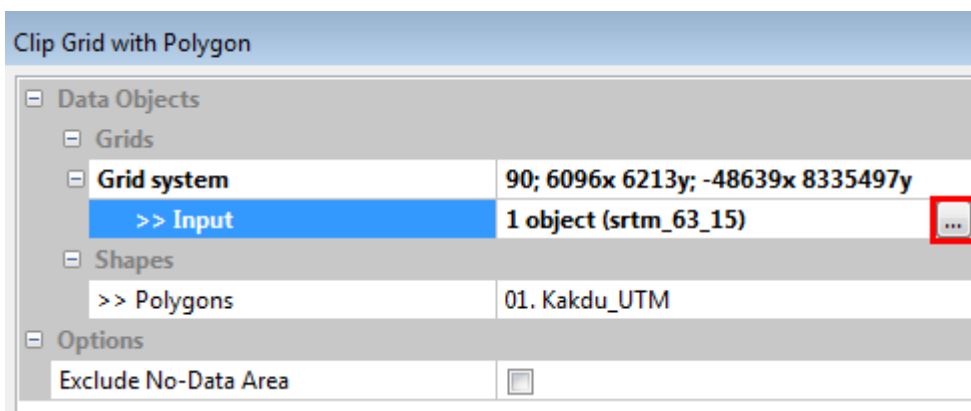 Clip Grid with Polygon
Data Objects
Grids
Grid system 90; 6096x 6213y; -48639x 8335497y
>> Input 1 object (srtm_63_15) ...
Shapes
>> Polygons 01. Kakdu_UTM
Options
Exclude No-Data Area